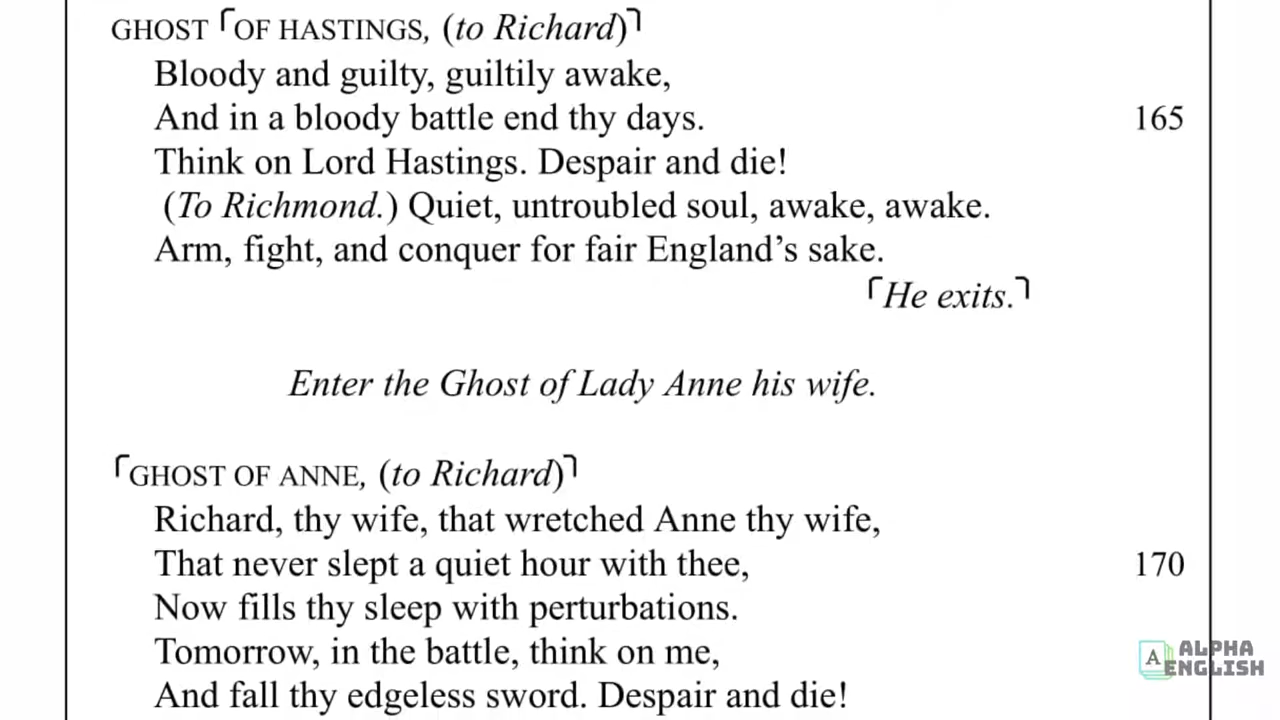 GHOST ⌜OF HASTINGS, (to Richard)⌝
Bloody and guilty, guiltily awake,
And in a bloody battle end thy days. 165
Think on Lord Hastings. Despair and die!
(To Richmond.) Quiet, untroubled soul, awake, awake.
Arm, fight, and conquer for fair England’s sake.
⌜He exits.⌝
Enter the Ghost of Lady Anne his wife.
⌜GHOST OF ANNE, (to Richard)⌝
Richard, thy wife, that wretched Anne thy wife,
That never slept a quiet hour with thee, 170
Now fills thy sleep with perturbations.
Tomorrow, in the battle, think on me,
And fall thy edgeless sword. Despair and die!
A ALPHA
ENGLISH